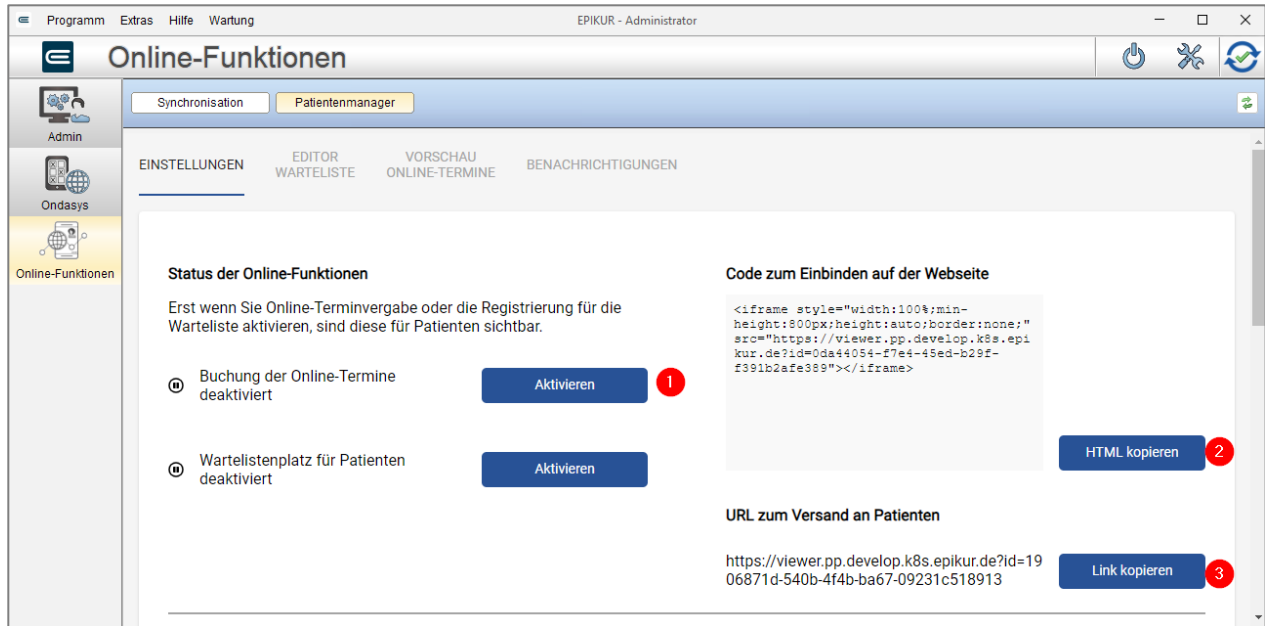 Programm Extras Hilfe Wartung
EPIKUR - Administrator
Online-Funktionen
Admin
Ondasys
Online-Funktionen
Synchronisation
Patientenmanager
EINSTELLUNGEN
EDITOR
WARTELISTE
VORSCHAU
ONLINE-TERMINE
BENACHRICHTIGUNGEN
Status der Online-Funktionen
Erst wenn Sie Online-Terminvergabe oder die Registrierung für die
Warteliste aktivieren, sind diese für Patienten sichtbar.
Buchung der Online-Termine
deaktiviert
Aktivieren
1
Wartelistenplatz für Patienten
deaktiviert
Aktivieren
Code zum Einbinden auf der Webseite
<iframe style="width:100%;min-
height:800px;height:auto;border:none;"
src="https://viewer.pp.develop.k8s.epi
kur.de?id=0da44054-f7e4-45ed-b29f-
f391b2afe389"></iframe>
HTML kopieren
2
URL zum Versand an Patienten
https://viewer.pp.develop.k8s.epikur.de?id=19
06871d-540b-4f4b-ba67-09231c518913
Link kopieren
3